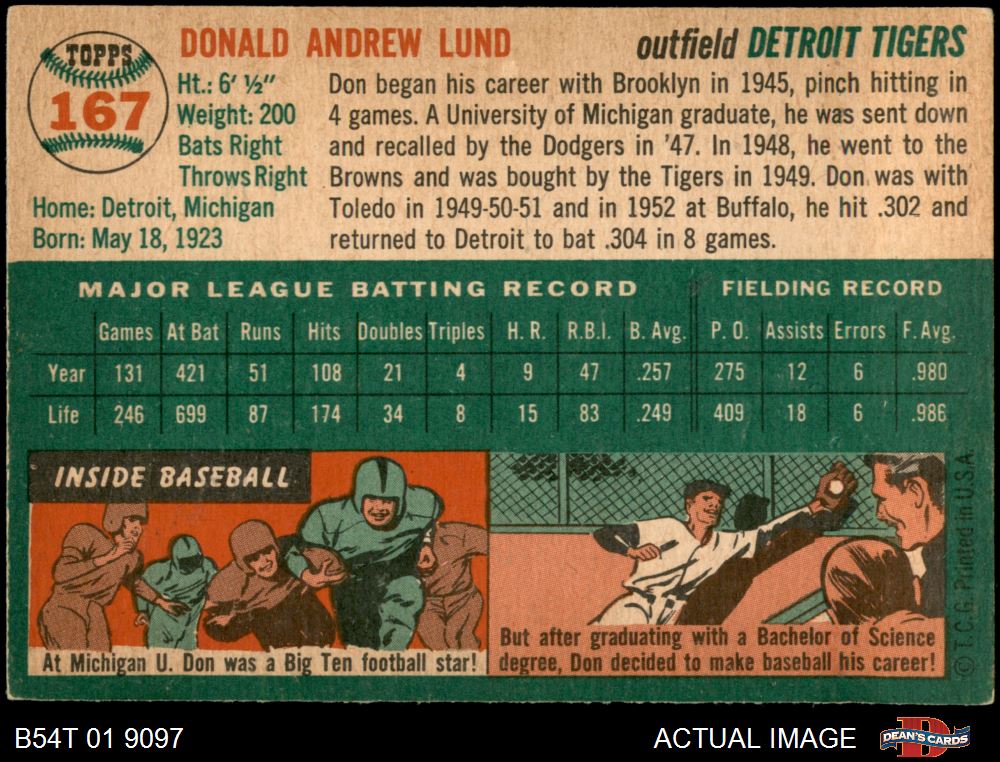 TOPPS
167
DONALD ANDREW LUND
outfield DETROIT TIGERS
Ht.: 6' ½"
Weight: 200
Bats Right
Throws Right
Home: Detroit, Michigan
Born: May 18, 1923
Don began his career with Brooklyn in 1945, pinch hitting in
4 games. A University of Michigan graduate, he was sent down
and recalled by the Dodgers in '47. In 1948, he went to the
Browns and was bought by the Tigers in 1949. Don was with
Toledo in 1949-50-51 and in 1952 at Buffalo, he hit .302 and
returned to Detroit to bat .304 in 8 games.
MAJOR LEAGUE BATTING RECORD FIELDING RECORD
Games At Bat Runs Hits Doubles Triples H. R. R.B.I. B. Avg. P. O. Assists Errors F. Avg.
Year 131 421 51 108 21 4 9 47 .257 275 12 6 .980
Life 246 699 87 174 34 8 15 83 .249 409 18 6 .986
INSIDE BASEBALL
At Michigan U. Don was a Big Ten football star!
But after graduating with a Bachelor of Science
degree, Don decided to make baseball his career!
© T. C. G. Printed in U.S.A.
B54T 01 9097
ACTUAL IMAGE
D
DEAN'S CARDS